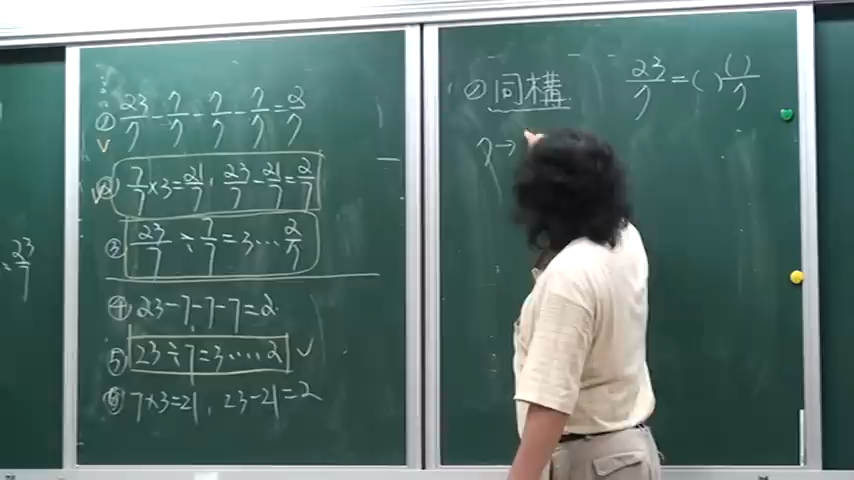 ① 23/7 - 7/7 - 7/7 - 7/7 = 2/7
② 7/7 × 3 = 21/7, 23/7 - 21/7 = 2/7
③ 23/7 ÷ 7/7 = 3…2/7
④ 23-7-7-7=2
⑤ 23÷7=3…2 ✓
⑥ 7×3=21, 23-21=2
23/7
② 同構
23/7 = ( ) ( )/7